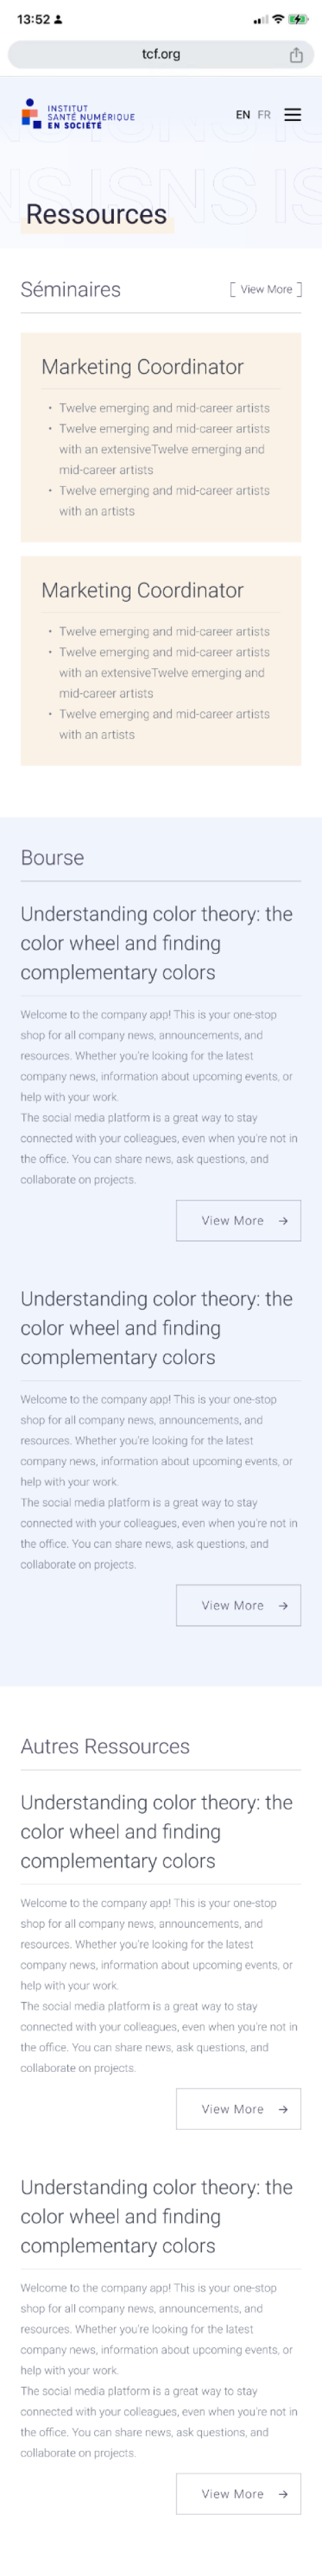 13:52
tcf.org
INSTITUT
SANTÉ NUMÉRIQUE
EN SOCIÉTÉ
EN FR
ISNS ISNS
NS ISNS IS
Ressources
Séminaires
View More
Marketing Coordinator
• Twelve emerging and mid-career artists
• Twelve emerging and mid-career artists
with an extensiveTwelve emerging and
mid-career artists
• Twelve emerging and mid-career artists
with an artists
Marketing Coordinator
• Twelve emerging and mid-career artists
• Twelve emerging and mid-career artists
with an extensiveTwelve emerging and
mid-career artists
• Twelve emerging and mid-career artists
with an artists
Bourse
Understanding color theory: the
color wheel and finding
complementary colors
Welcome to the company app! This is your one-stop
shop for all company news, announcements, and
resources. Whether you're looking for the latest
company news, information about upcoming events, or
help with your work.
The social media platform is a great way to stay
connected with your colleagues, even when you're not in
the office. You can share news, ask questions, and
collaborate on projects.
View More →
Understanding color theory: the
color wheel and finding
complementary colors
Welcome to the company app! This is your one-stop
shop for all company news, announcements, and
resources. Whether you're looking for the latest
company news, information about upcoming events, or
help with your work.
The social media platform is a great way to stay
connected with your colleagues, even when you're not in
the office. You can share news, ask questions, and
collaborate on projects.
View More →
Autres Ressources
Understanding color theory: the
color wheel and finding
complementary colors
Welcome to the company app! This is your one-stop
shop for all company news, announcements, and
resources. Whether you're looking for the latest
company news, information about upcoming events, or
help with your work.
The social media platform is a great way to stay
connected with your colleagues, even when you're not in
the office. You can share news, ask questions, and
collaborate on projects.
View More →
Understanding color theory: the
color wheel and finding
complementary colors
Welcome to the company app! This is your one-stop
shop for all company news, announcements, and
resources. Whether you're looking for the latest
company news, information about upcoming events, or
help with your work.
The social media platform is a great way to stay
connected with your colleagues, even when you're not in
the office. You can share news, ask questions, and
collaborate on projects.
View More →